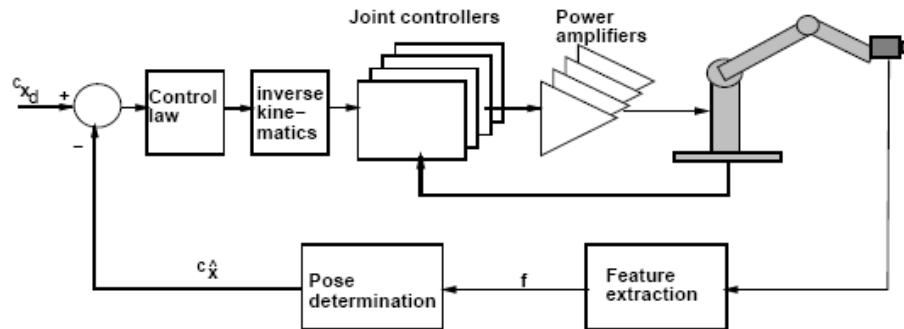 Joint controllers
Power
amplifiers
c x d
+
−
Control
law
inverse
kine−
matics
c x̂
Pose
determination
f
Feature
extraction